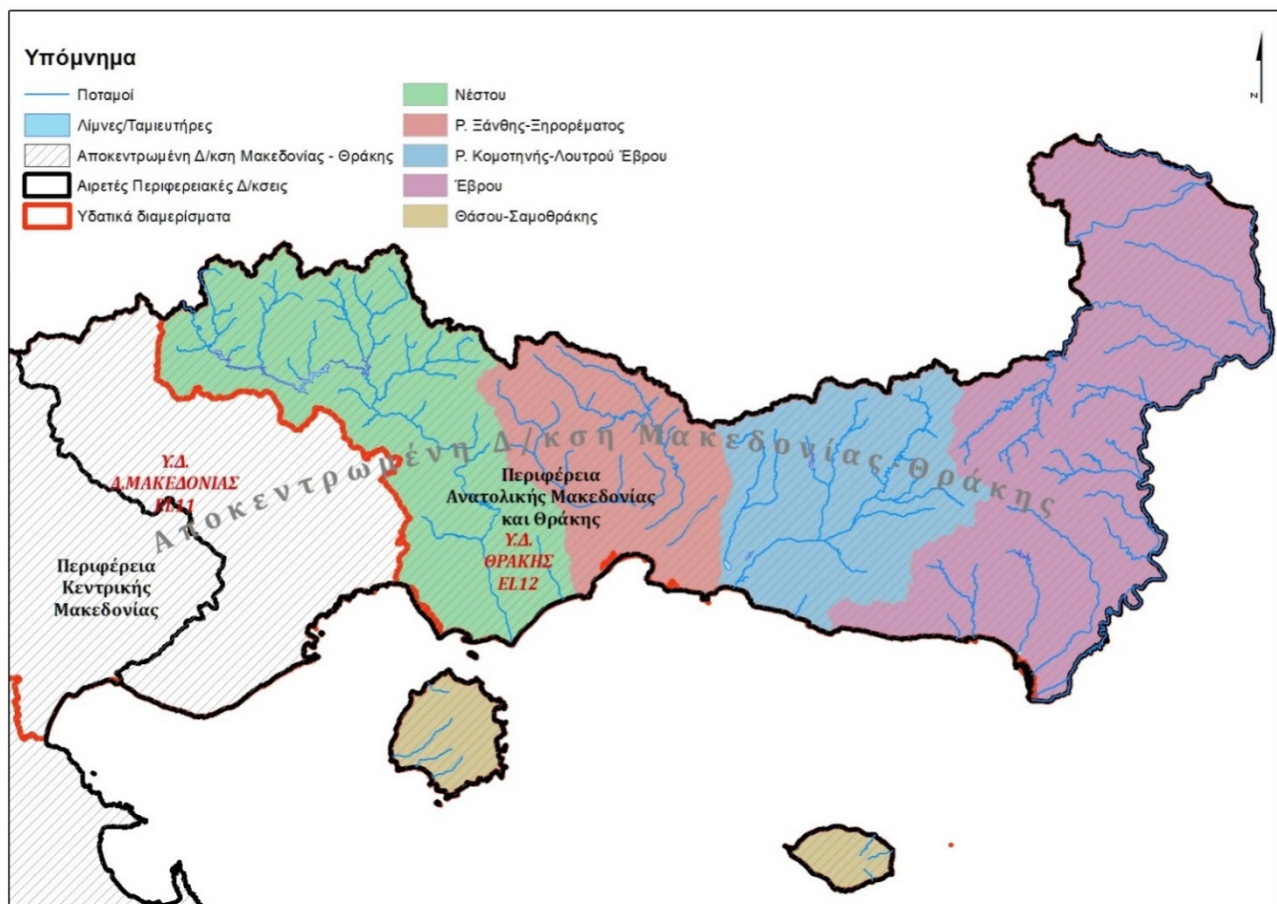 Υπόμνημα
Ποταμοί
Λίμνες/Ταμιευτήρες
Αποκεντρωμένη Δ/κση Μακεδονίας - Θράκης
Αιρετές Περιφερειακές Δ/κσεις
Υδατικά διαμερίσματα
Νέστου
Ρ. Ξάνθης-Ξηρορέματος
Ρ. Κομοτηνής-Λουτρού Έβρου
Έβρου
Θάσου-Σαμοθράκης
N
Αποκεντρωμένη Δ/κση Μακεδονίας-Θράκης
Υ.Δ.
Δ.ΜΑΚΕΔΟΝΙΑΣ
EL11
Περιφέρεια
Κεντρικής
Μακεδονίας
Περιφέρεια
Ανατολικής Μακεδονίας
και Θράκης
Υ.Δ.
ΘΡΑΚΗΣ
EL12